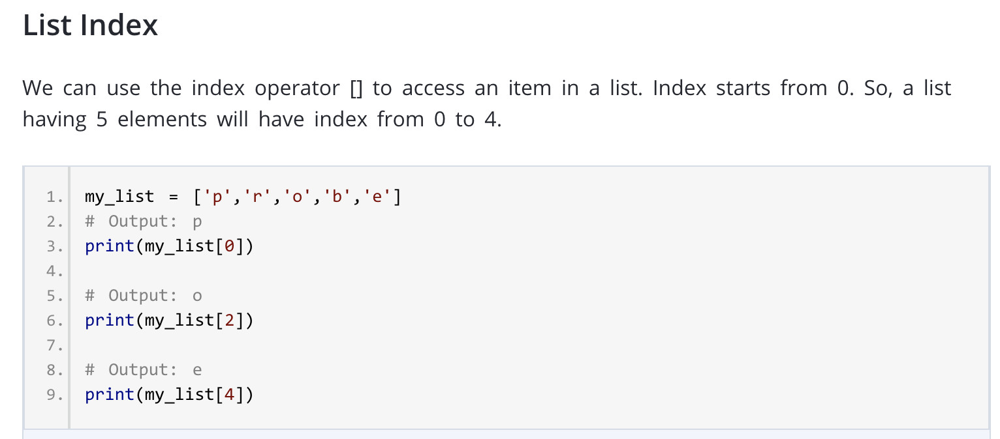 List Index
We can use the index operator [] to access an item in a list. Index starts from 0. So, a list
having 5 elements will have index from 0 to 4.
1. my_list = ['p','r','o','b','e']
2. # Output: p
3. print(my_list[0])
4.
5. # Output: o
6. print(my_list[2])
7.
8. # Output: e
9. print(my_list[4])